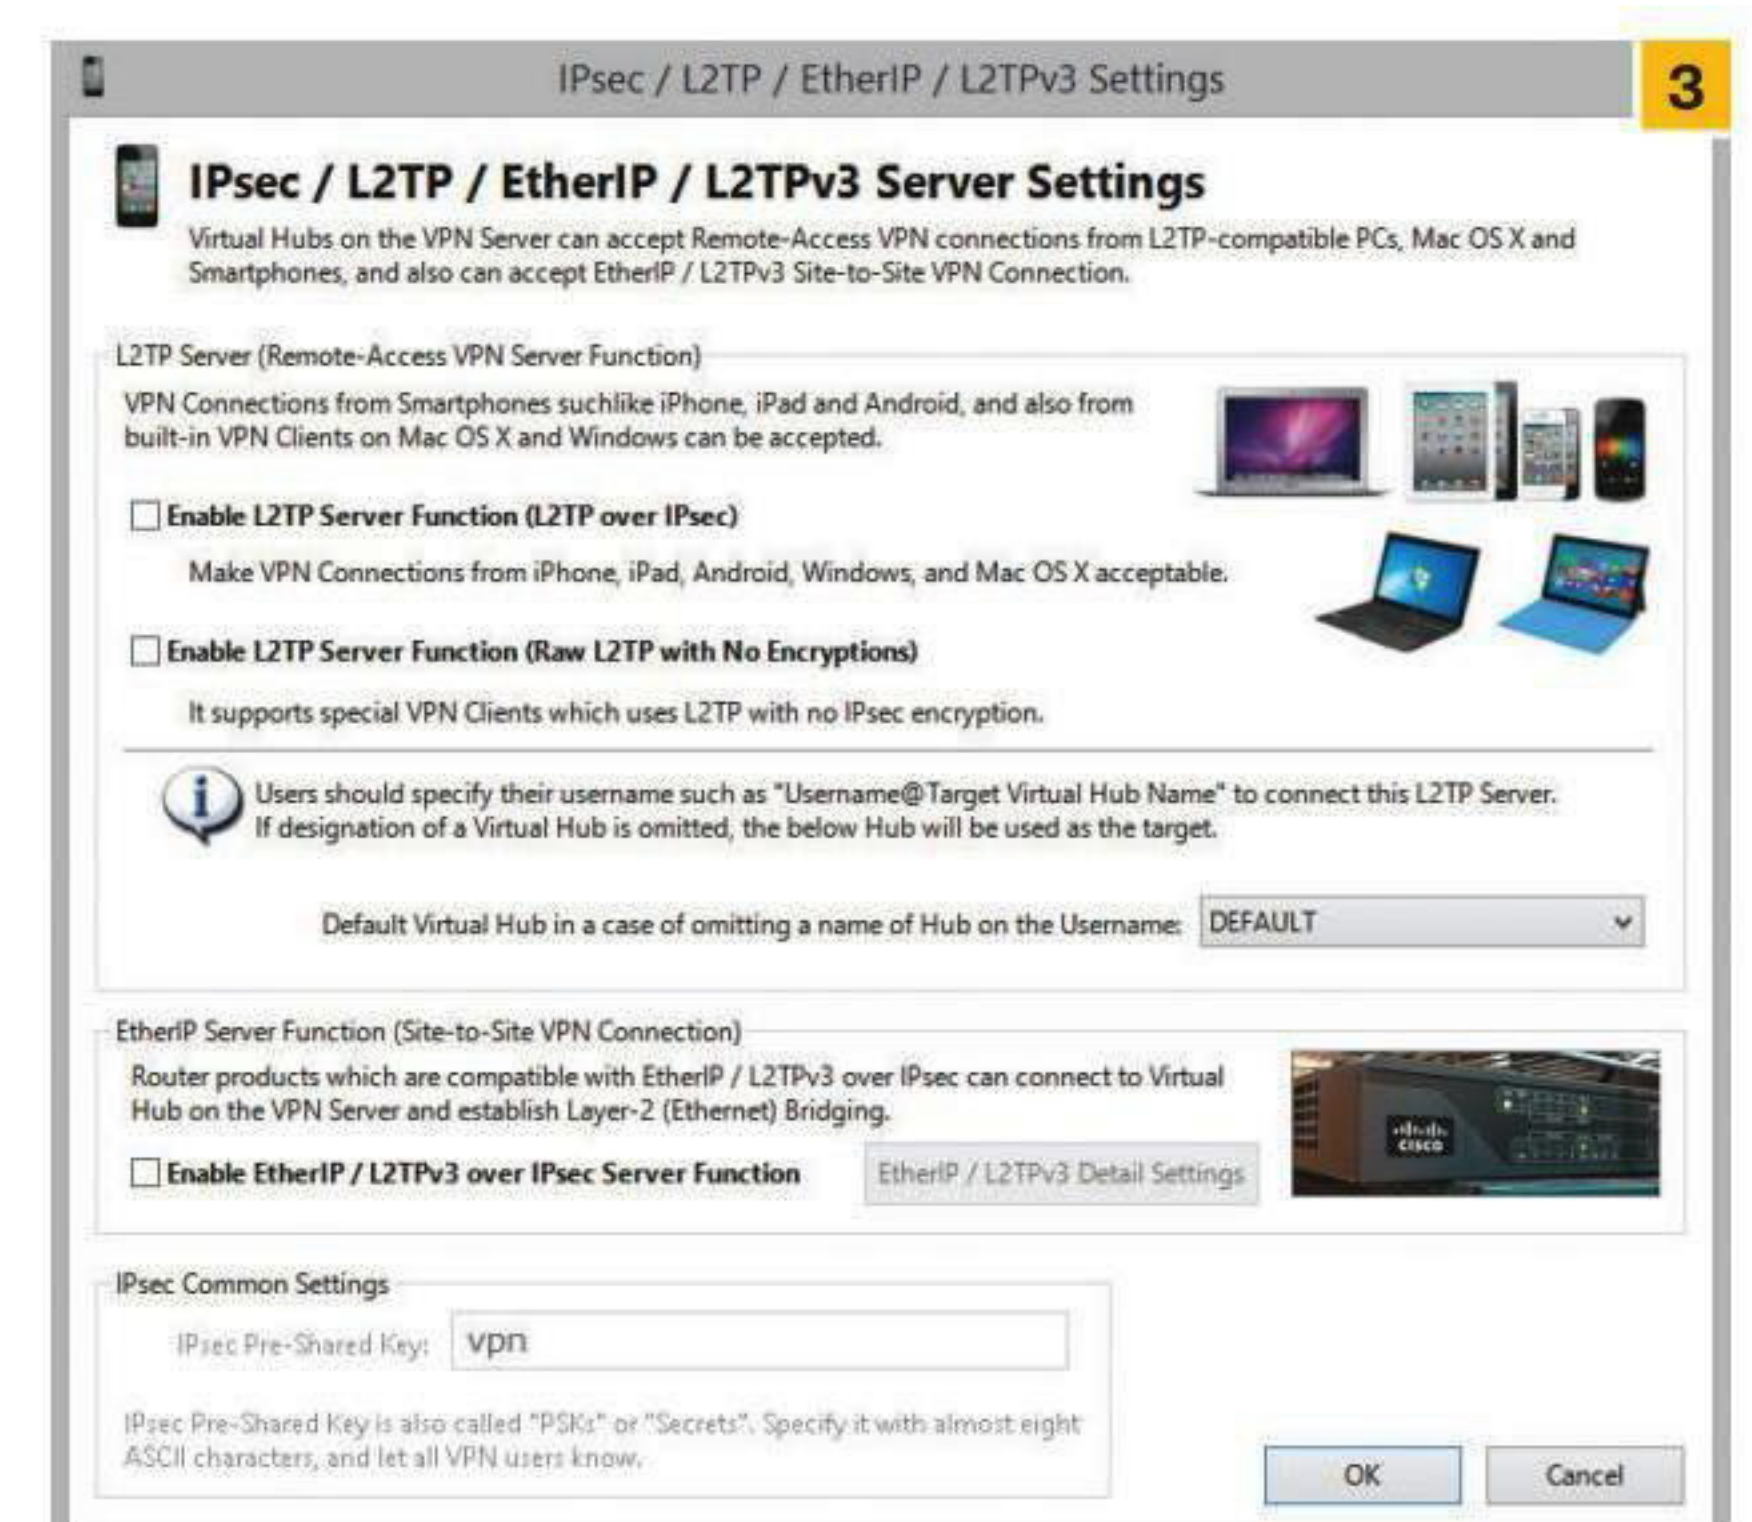 IPsec / L2TP / EtherIP / L2TPv3 Settings
3
IPsec / L2TP / EtherIP / L2TPv3 Server Settings
Virtual Hubs on the VPN Server can accept Remote-Access VPN connections from L2TP-compatible PCs, Mac OS X and
Smartphones, and also can accept EtherIP / L2TPv3 Site-to-Site VPN Connection.
L2TP Server (Remote-Access VPN Server Function)
VPN Connections from Smartphones suchlike iPhone, iPad and Android, and also from
built-in VPN Clients on Mac OS X and Windows can be accepted.
Enable L2TP Server Function (L2TP over IPsec)
Make VPN Connections from iPhone, iPad, Android, Windows, and Mac OS X acceptable.
Enable L2TP Server Function (Raw L2TP with No Encryptions)
It supports special VPN Clients which uses L2TP with no IPsec encryption.
Users should specify their username such as "Username@Target Virtual Hub Name" to connect this L2TP Server.
If designation of a Virtual Hub is omitted, the below Hub will be used as the target.
Default Virtual Hub in a case of omitting a name of Hub on the Username: DEFAULT
EtherIP Server Function (Site-to-Site VPN Connection)
Router products which are compatible with EtherIP / L2TPv3 over IPsec can connect to Virtual
Hub on the VPN Server and establish Layer-2 (Ethernet) Bridging.
CISCO
Enable EtherIP / L2TPv3 over IPsec Server Function EtherIP / L2TPv3 Detail Settings
IPsec Common Settings
IPsec Pre-Shared Key: vpn
IPsec Pre-Shared Key is also called "PSKs" or "Secrets". Specify it with almost eight
ASCII characters, and let all VPN users know.
OK Cancel